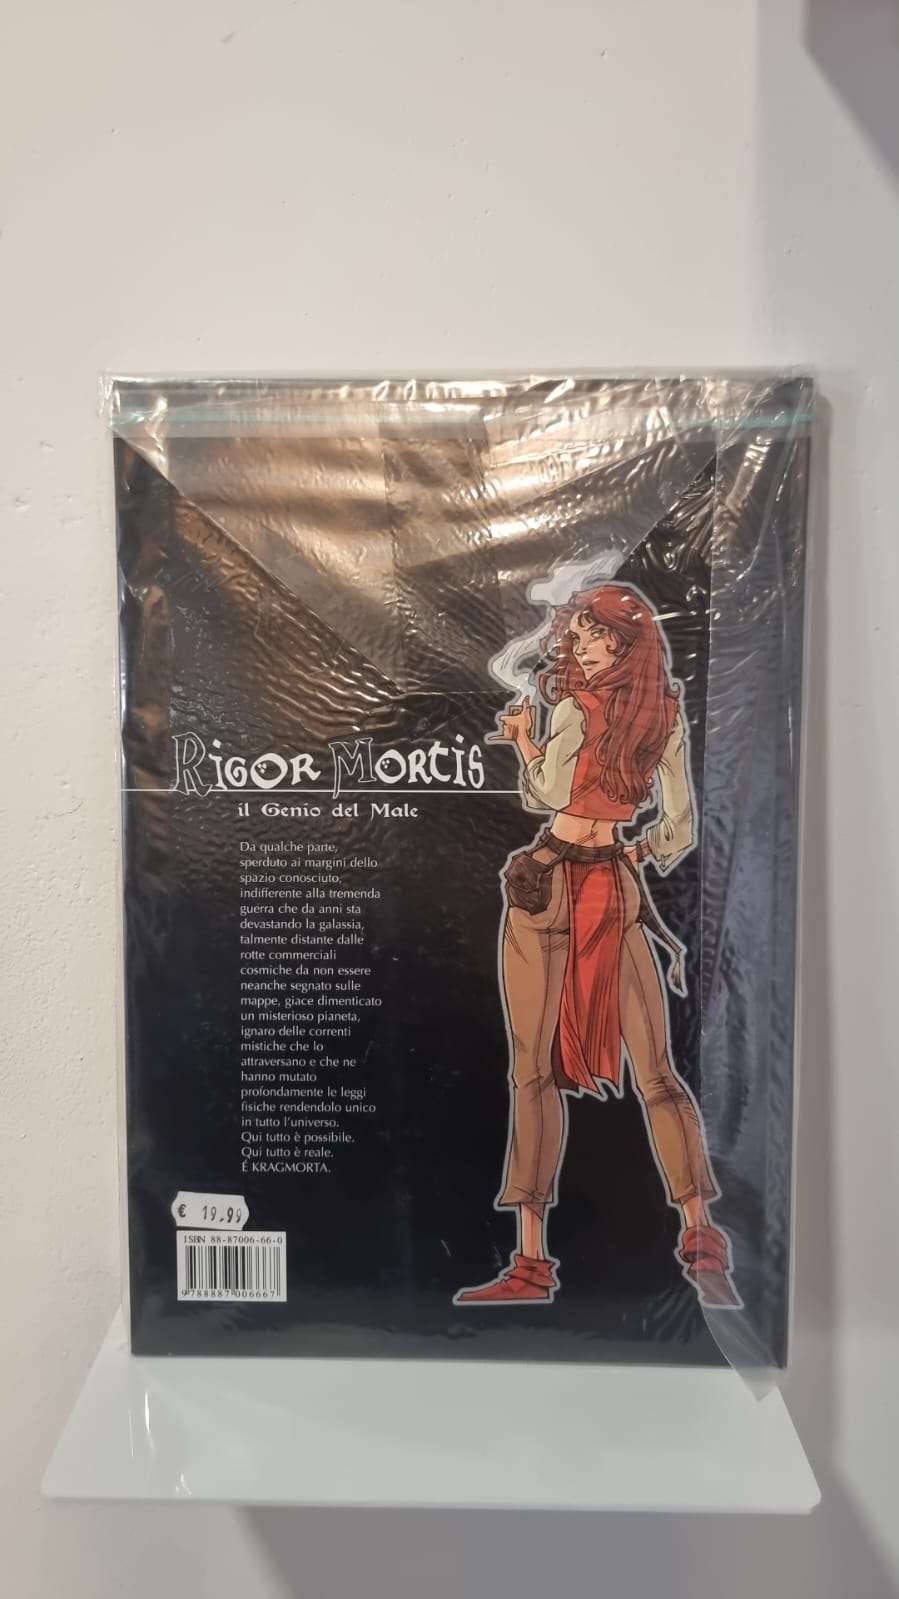 Rigor Mortis
il Genio del Male
Da qualche parte,
sperduto ai margini dello
spazio conosciuto,
indifferente alla tremenda
guerra che da anni sta
devastando la galassia,
talmente distante dalle
rotte commerciali
cosmiche da non essere
neanche segnato sulle
mappe, giace dimenticato
un misterioso pianeta,
ignaro delle correnti
mistiche che lo
attraversano e che ne
hanno mutato
profondamente le leggi
fisiche rendendolo unico
in tutto l'universo.
Qui tutto è possibile.
Qui tutto è reale.
É KRAGMORTA.
€ 19,99
ISBN 88-87006-66-0
9788887006667